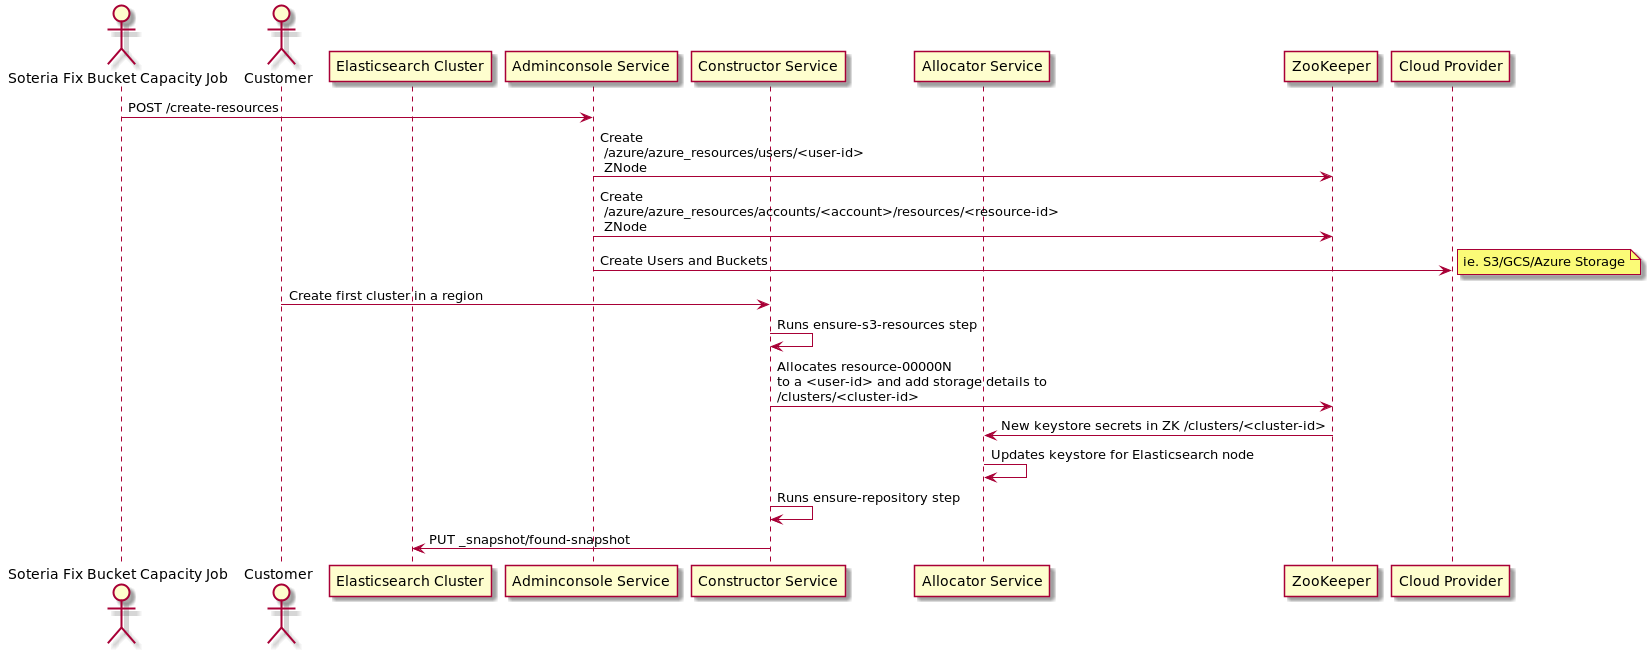 Soteria Fix Bucket Capacity Job
Customer
Elasticsearch Cluster
Adminconsole Service
Constructor Service
Allocator Service
ZooKeeper
Cloud Provider
POST /create-resources
Create
/azure/azure_resources/users/<user-id>
ZNode
Create
/azure/azure_resources/accounts/<account>/resources/<resource-id>
ZNode
Create Users and Buckets
ie. S3/GCS/Azure Storage
Create first cluster in a region
Runs ensure-s3-resources step
Allocates resource-00000N
to a <user-id> and add storage details to
/clusters/<cluster-id>
New keystore secrets in ZK /clusters/<cluster-id>
Updates keystore for Elasticsearch node
Runs ensure-repository step
PUT _snapshot/found-snapshot
Soteria Fix Bucket Capacity Job
Customer
Elasticsearch Cluster
Adminconsole Service
Constructor Service
Allocator Service
ZooKeeper
Cloud Provider